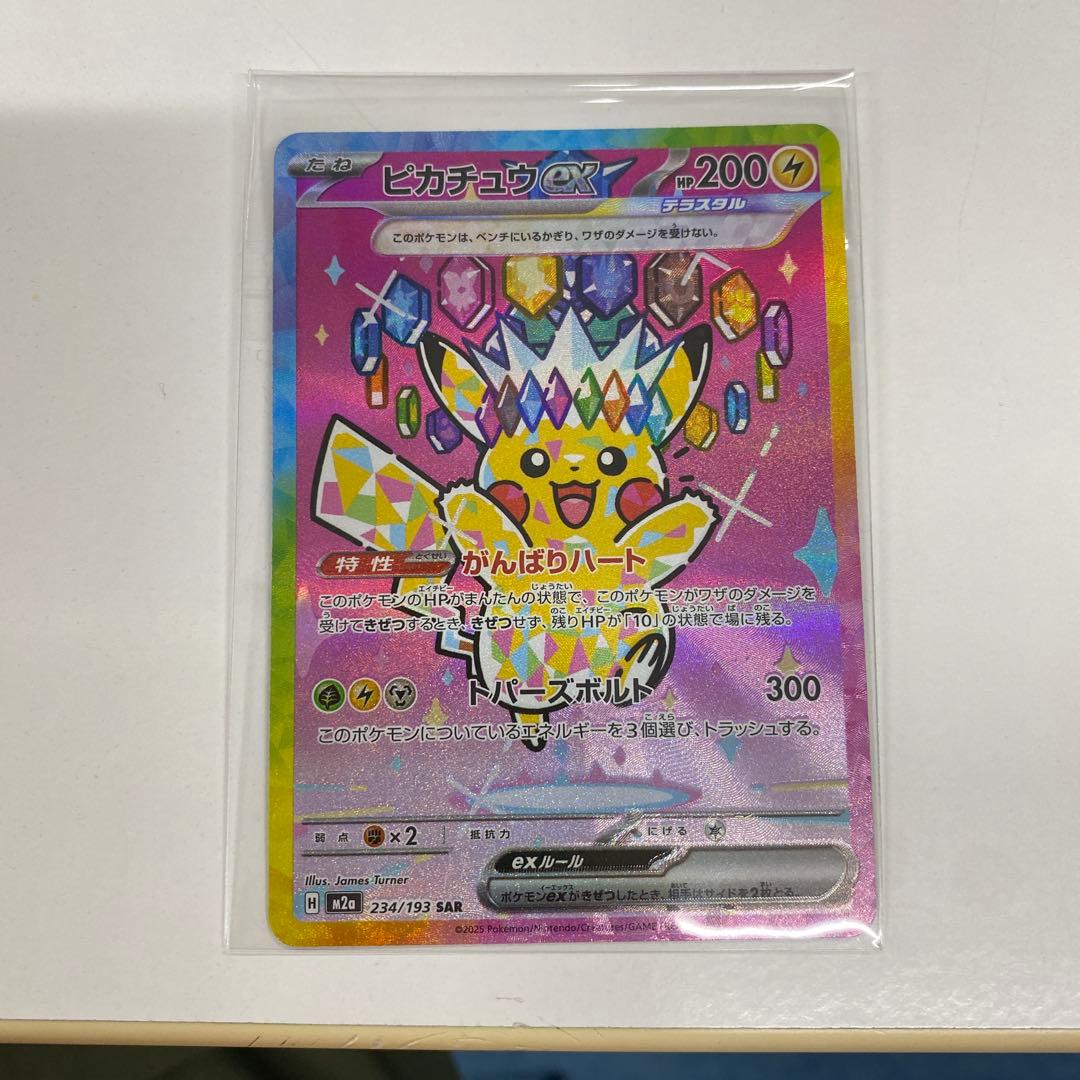 たね ピカチュウex HP200
テラスタル
このポケモンは、ベンチにいるかぎり、ワザのダメージを受けない。
特性 とくせい がんばりハート
このポケモンのHPがまんたんの状態で、このポケモンがワザのダメージを
受けてきぜつするとき、きぜつせず、残りHPが「10」の状態で場に残る。
トパーズボルト 300
このポケモンについているエネルギーを3個選び、トラッシュする。
弱点 ×2 抵抗力 にげる
exルール
ポケモンexがきぜつしたとき、相手はサイドを2枚とる。
Illus. James Turner
H m2a 234/193 SAR
©2025 Pokémon/Nintendo/Creatures/GAME